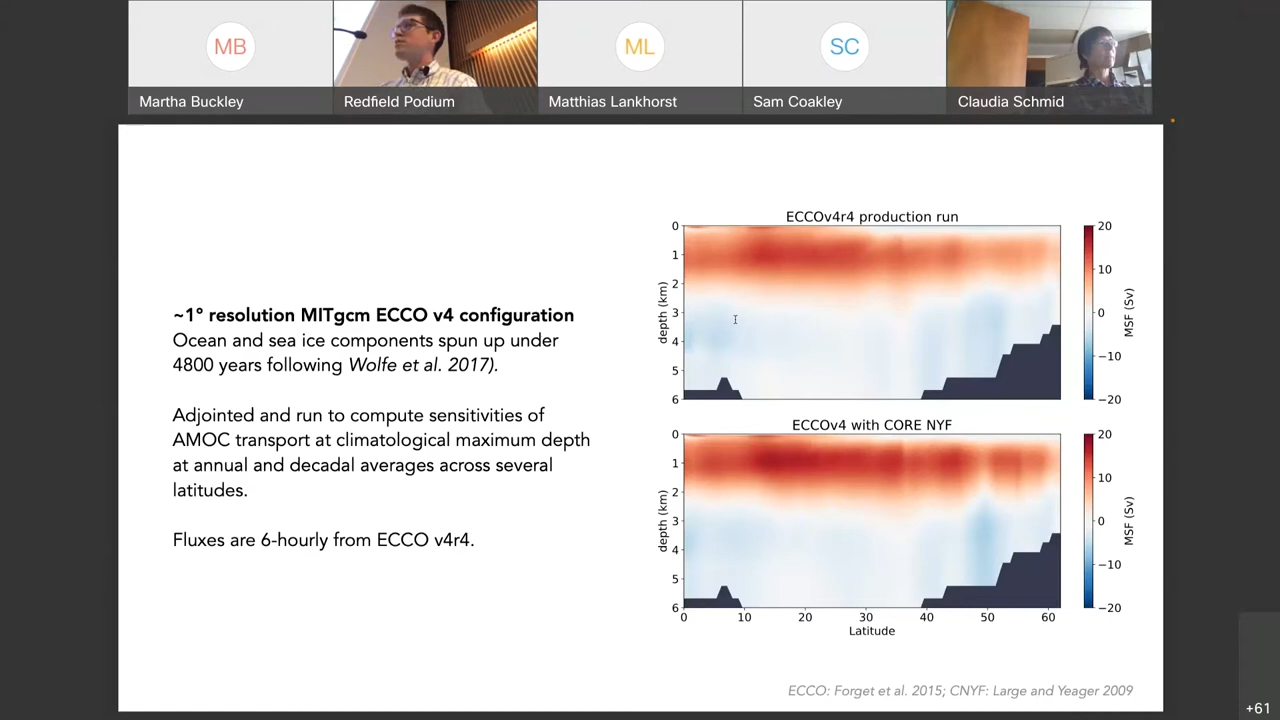 MB
ML
SC
Martha Buckley
Redfield Podium
Matthias Lankhorst
Sam Coakley
Claudia Schmid
~1° resolution MITgcm ECCO v4 configuration
Ocean and sea ice components spun up under
4800 years following Wolfe et al. 2017).
Adjointed and run to compute sensitivities of
AMOC transport at climatological maximum depth
at annual and decadal averages across several
latitudes.
Fluxes are 6-hourly from ECCO v4r4.
ECCOv4r4 production run
0
1
2
3
4
5
6
depth (km)
20
10
0
−10
−20
MSF (Sv)
ECCOv4 with CORE NYF
0
1
2
3
4
5
6
depth (km)
0
10
20
30
40
50
60
Latitude
20
10
0
−10
−20
MSF (Sv)
ECCO: Forget et al. 2015; CNYF: Large and Yeager 2009
+61